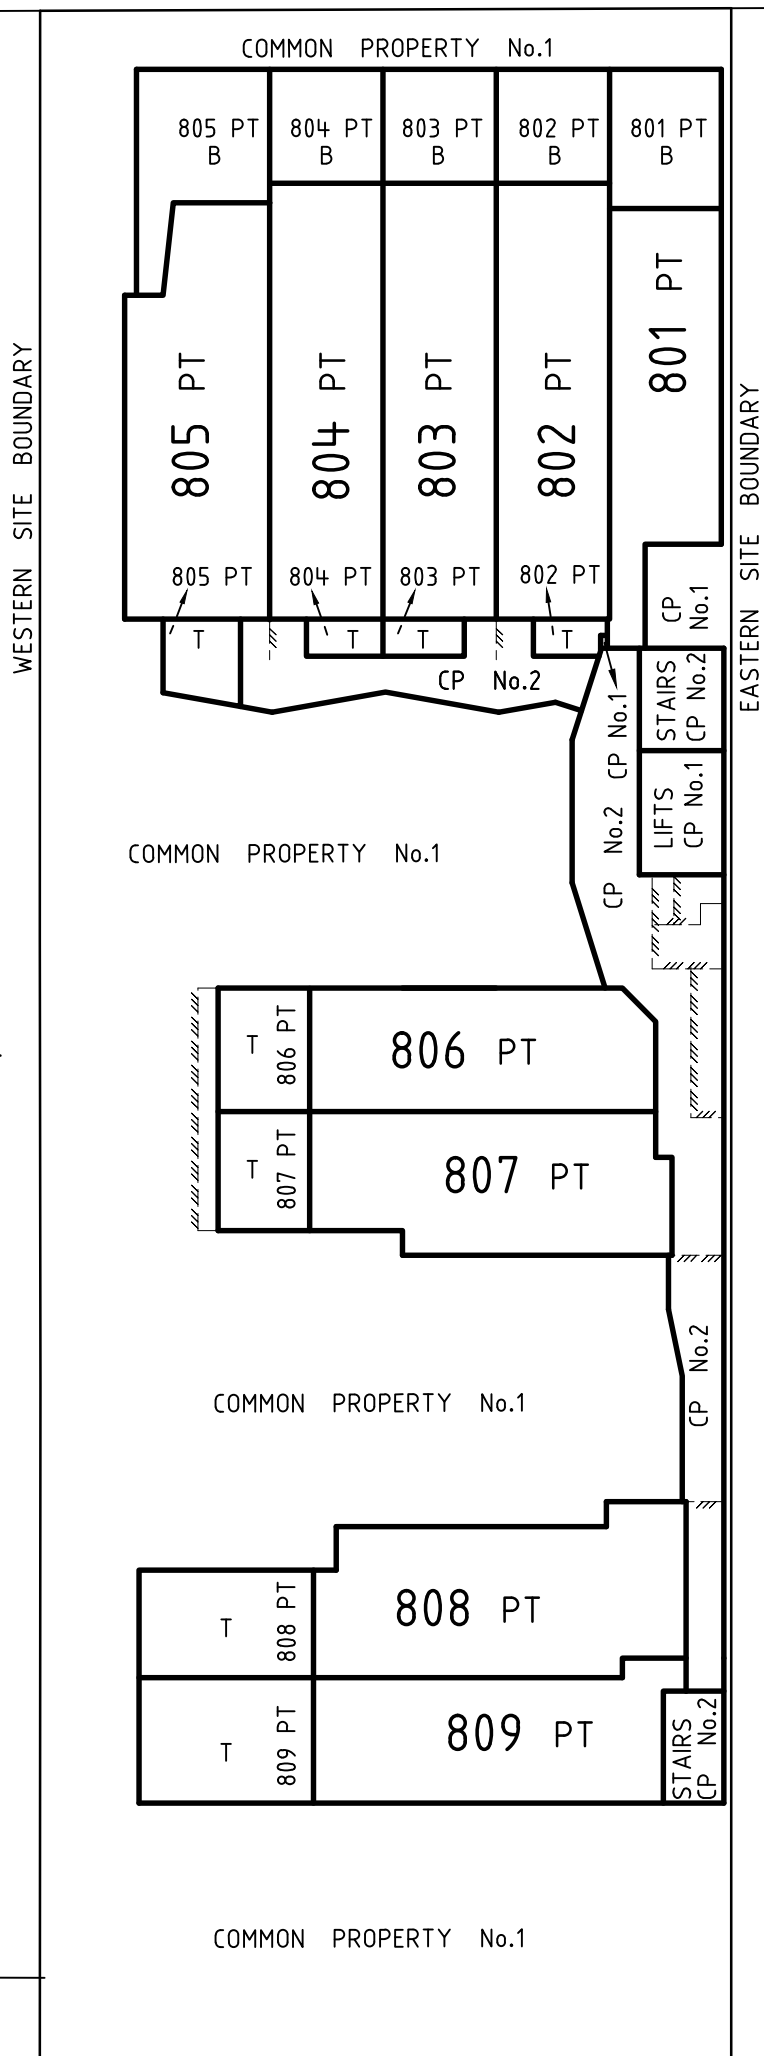 COMMON PROPERTY No.1
805 PT
B
804 PT
B
803 PT
B
802 PT
B
801 PT
B
805 PT
804 PT
803 PT
802 PT
801 PT
WESTERN SITE BOUNDARY
EASTERN SITE BOUNDARY
805 PT
804 PT
803 PT
802 PT
T
T
T
T
CP
No.1
CP No.2
STAIRS
CP No.2
CP No.1
CP No.2
LIFTS
CP No.1
COMMON PROPERTY No.1
T
806 PT
806 PT
T
807 PT
807 PT
CP No.2
COMMON PROPERTY No.1
T
808 PT
808 PT
T
809 PT
809 PT
STAIRS
CP No.2
COMMON PROPERTY No.1